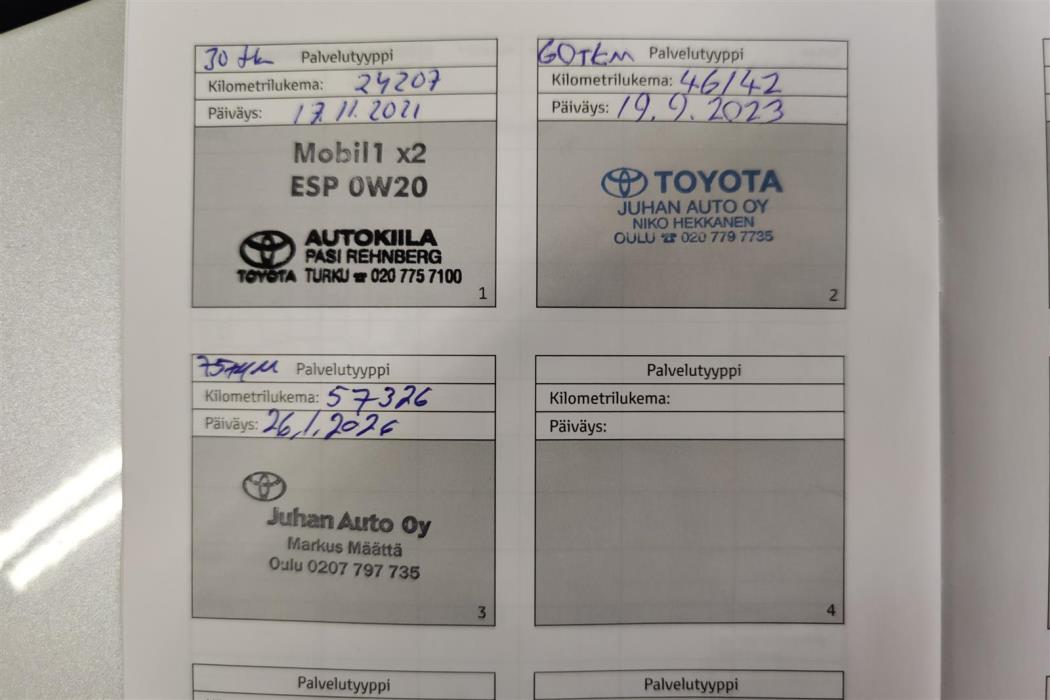 30 tkm Palvelutyyppi
Kilometrilukema: 24207
Päiväys: 17.11.2021
Mobil1 x2
ESP 0W20
AUTOKIILA
PASI REHNBERG
TOYOTA TURKU ☎ 020 775 7100
1
60TKM Palvelutyyppi
Kilometrilukema: 46142
Päiväys: 19.9.2023
TOYOTA
JUHAN AUTO OY
NIKO HEKKANEN
OULU ☎ 020 779 7735
2
75TKM Palvelutyyppi
Kilometrilukema: 57326
Päiväys: 26.1.2026
Juhan Auto Oy
Markus Määttä
Oulu 0207 797 735
3
Palvelutyyppi
Kilometrilukema:
Päiväys:
4
Palvelutyyppi
Palvelutyyppi